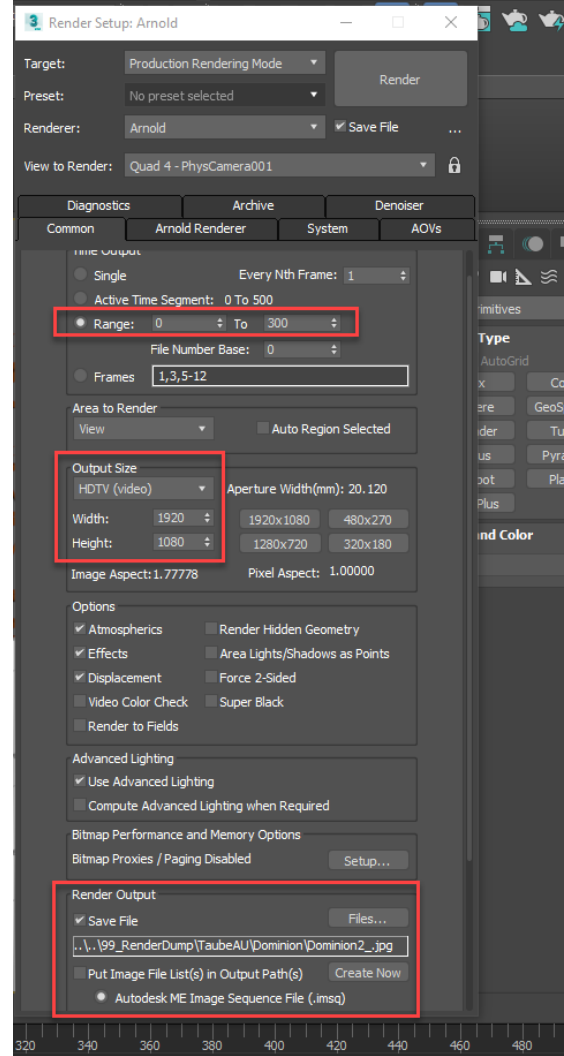 Render Setup: Arnold
Target: Production Rendering Mode
Render
Preset: No preset selected
Renderer: Arnold Save File ...
View to Render: Quad 4 - PhysCamera001
Diagnostics Archive Denoiser
Common Arnold Renderer System AOVs
Time Output
Single Every Nth Frame: 1
Active Time Segment: 0 To 500
Range: 0 To 300
File Number Base: 0
Frames 1,3,5-12
Area to Render
View Auto Region Selected
Output Size
HDTV (video) Aperture Width(mm): 20.120
Width: 1920 1920x1080 480x270
Height: 1080 1280x720 320x180
Image Aspect: 1.77778 Pixel Aspect: 1.00000
Options
Atmospherics Render Hidden Geometry
Effects Area Lights/Shadows as Points
Displacement Force 2-Sided
Video Color Check Super Black
Render to Fields
Advanced Lighting
Use Advanced Lighting
Compute Advanced Lighting when Required
Bitmap Performance and Memory Options
Bitmap Proxies / Paging Disabled Setup...
Render Output
Save File Files...
..\..\99_RenderDump\TaubeAU\Dominion\Dominion2_.jpg
Put Image File List(s) in Output Path(s) Create Now
Autodesk ME Image Sequence File (.imsq)
320 340 360 380 400 420 440 460 480
imitives
Type
AutoGrid
x Co
ere GeoS
der Tu
us Pyra
pot Pla
Plus
nd Color